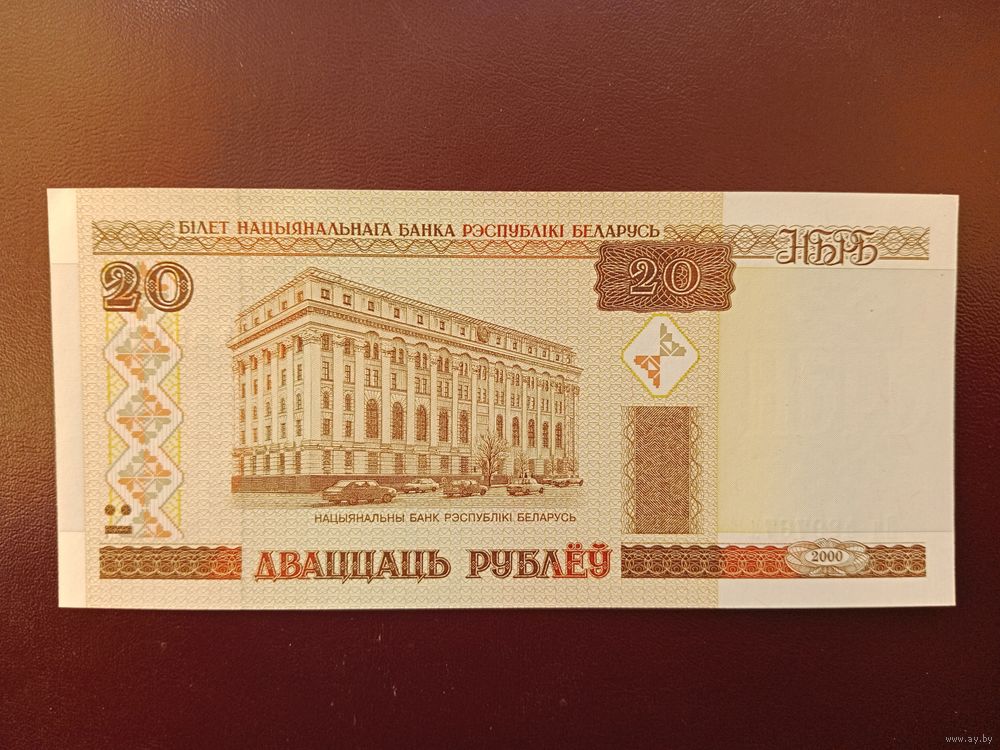 БІЛЕТ НАЦЫЯНАЛЬНАГА БАНКА РЭСПУБЛІКІ БЕЛАРУСЬ
НБРБ
20
20
НАЦЫЯНАЛЬНЫ БАНК РЭСПУБЛІКІ БЕЛАРУСЬ
ДВАЦЦАЦЬ РУБЛЁЎ
2000
www.ay.by